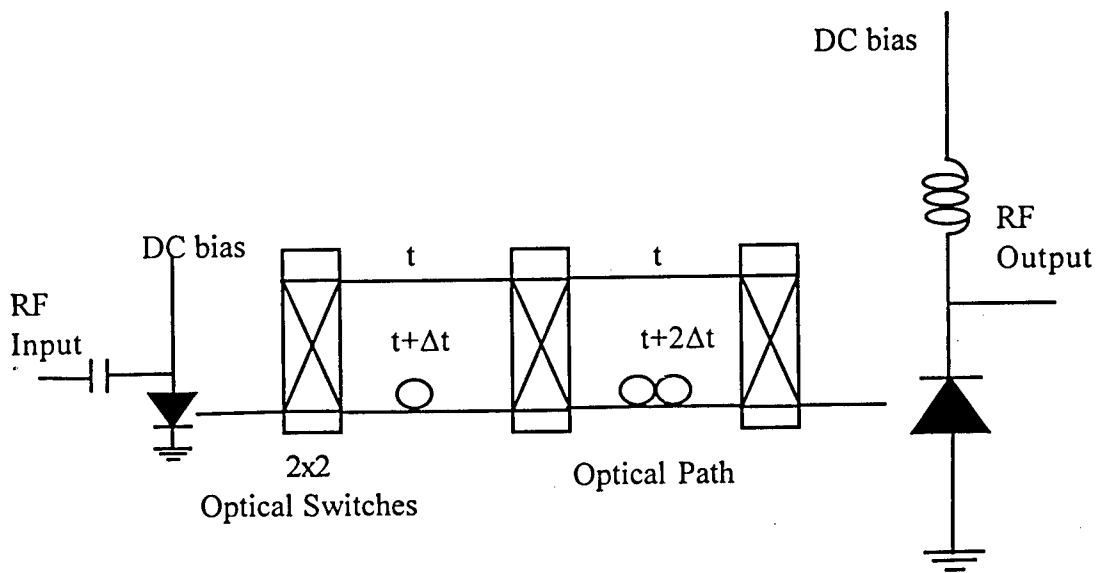 DC bias
RF
Output
DC bias
t
t
RF
Input
t+Δt
t+2Δt
2x2
Optical Switches
Optical Path